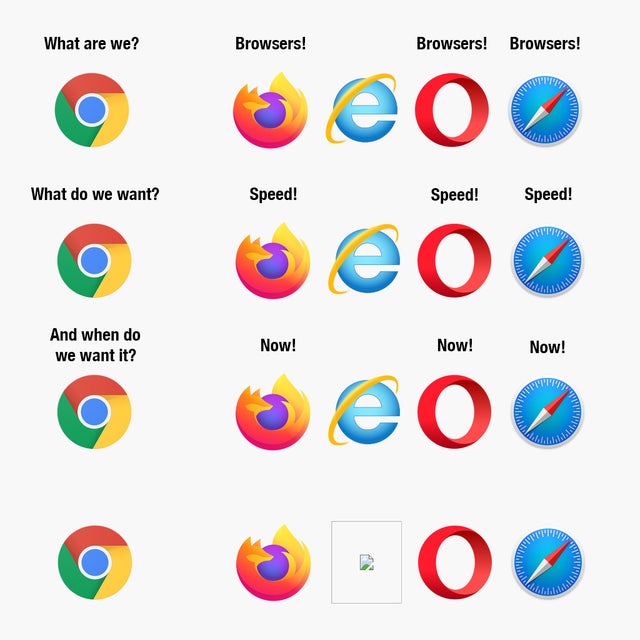 What are we?
Browsers!
Browsers!
Browsers!
What do we want?
Speed!
Speed!
Speed!
And when do
we want it?
Now!
Now!
Now!